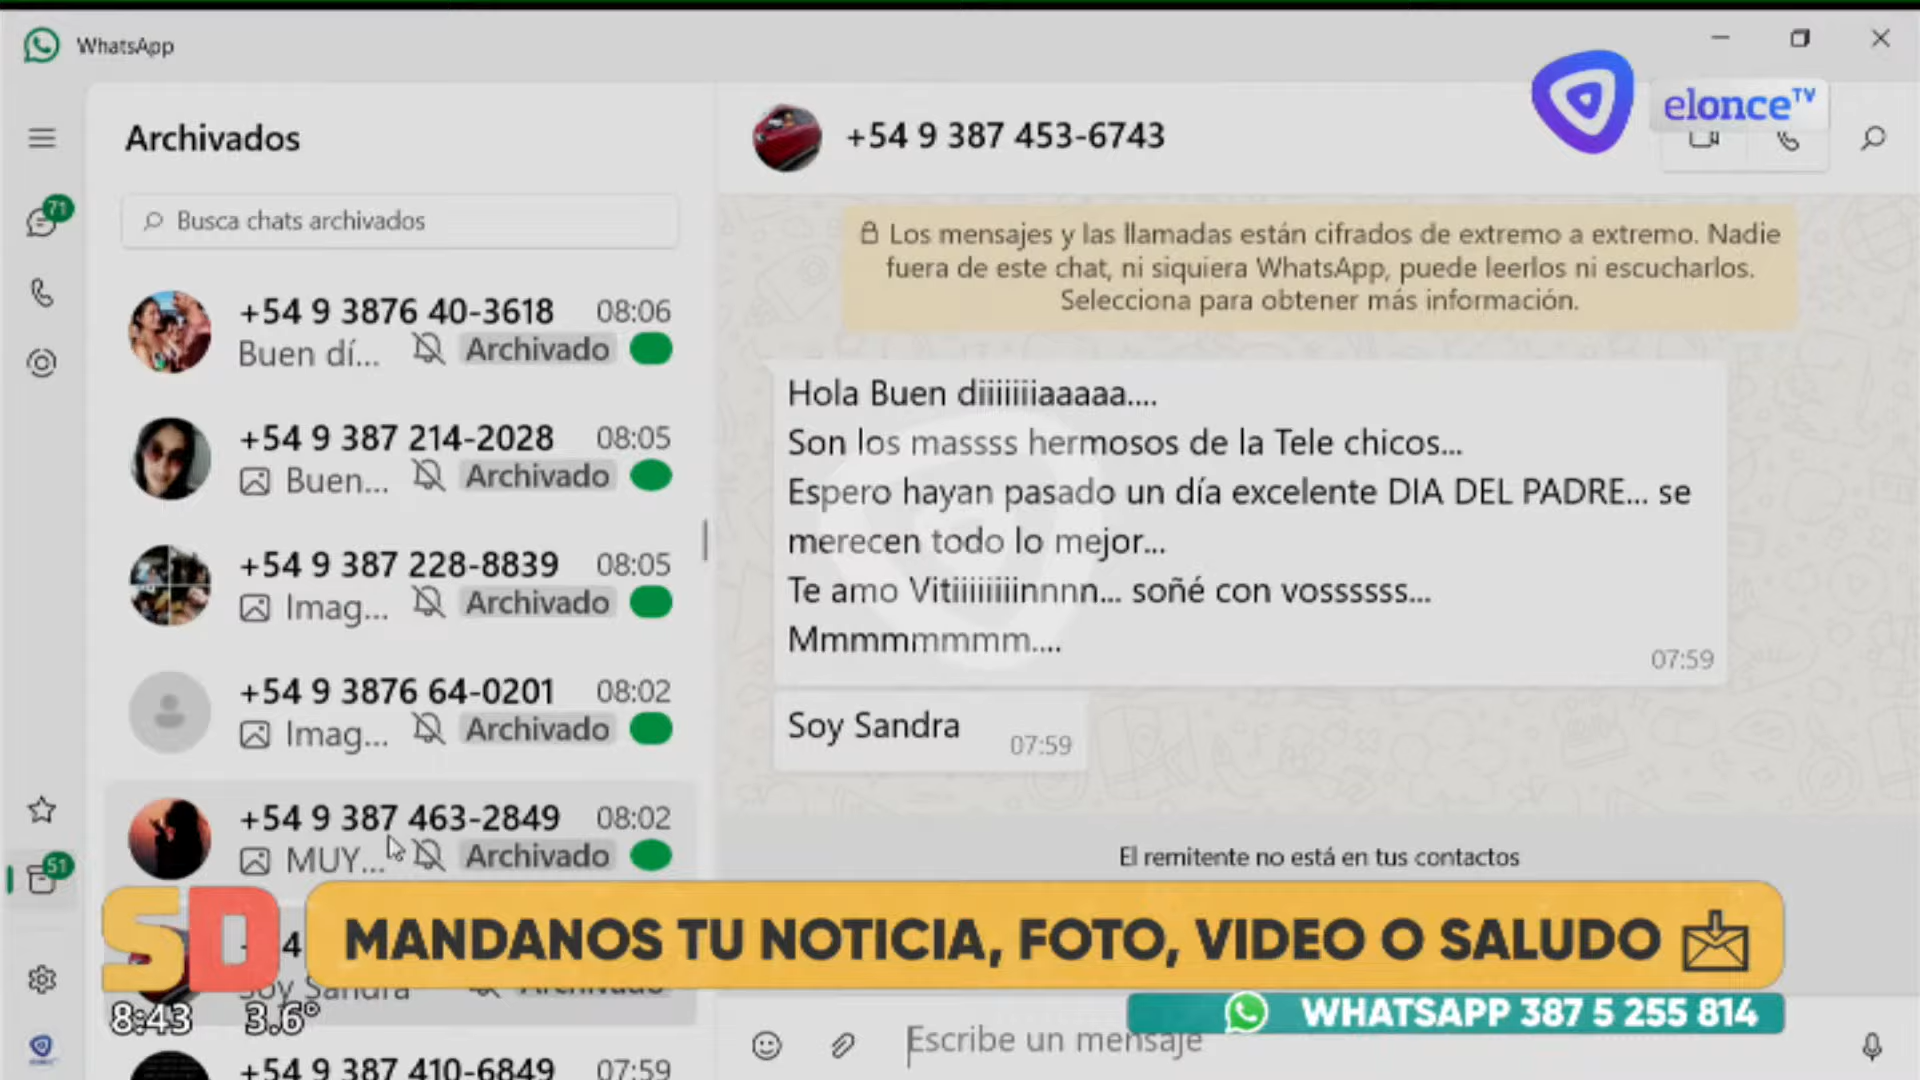 WhatsApp
elonceTV
Archivados
+54 9 387 453-6743
71
Busca chats archivados
Los mensajes y las llamadas están cifrados de extremo a extremo. Nadie
fuera de este chat, ni siquiera WhatsApp, puede leerlos ni escucharlos.
Selecciona para obtener más información.
+54 9 3876 40-3618 08:06
Buen dí... Archivado
+54 9 387 214-2028 08:05
Buen... Archivado
+54 9 387 228-8839 08:05
Imag... Archivado
+54 9 3876 64-0201 08:02
Imag... Archivado
+54 9 387 463-2849 08:02
MUY... Archivado
51
Hola Buen diiiiiiiaaaaa....
Son los massss hermosos de la Tele chicos...
Espero hayan pasado un día excelente DIA DEL PADRE... se
merecen todo lo mejor...
Te amo Vitiiiiiiiinnnn... soñé con vossssss...
Mmmmmmmm....
07:59
Soy Sandra
07:59
El remitente no está en tus contactos
SD
4
MANDANOS TU NOTICIA, FOTO, VIDEO O SALUDO
Soy Sandra Archivado
8:43 3.6°
WHATSAPP 387 5 255 814
Escribe un mensaje
+54 9 387 410-6849 07:59